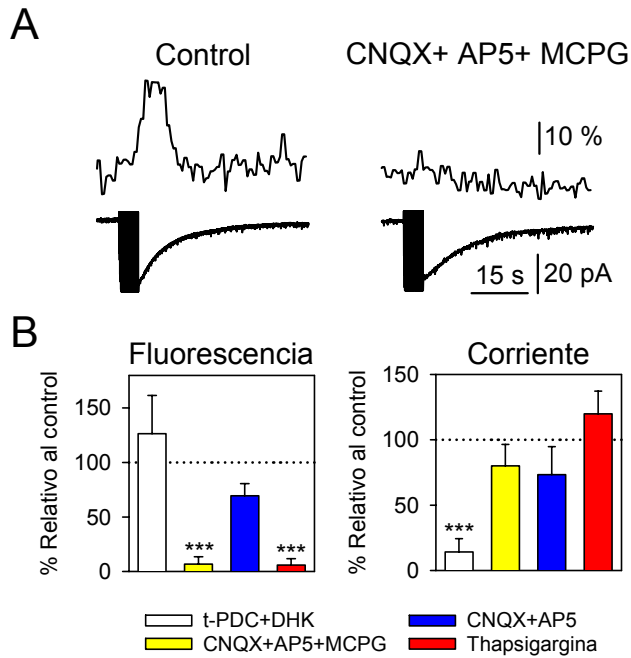 A
Control
CNQX+ AP5+ MCPG
10 %
15 s
20 pA
B
Fluorescencia
% Relativo al control
150
100
50
0
***
***
Corriente
% Relativo al control
150
100
50
0
***
t-PDC+DHK
CNQX+AP5
CNQX+AP5+MCPG
Thapsigargina